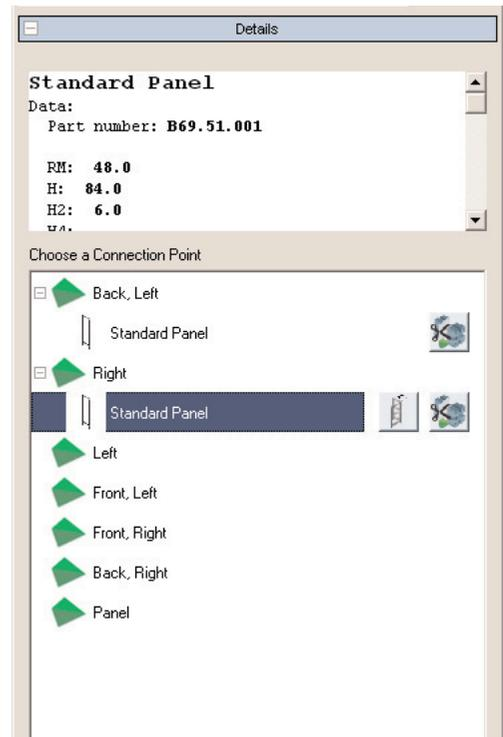 Details
Standard Panel
Data:
Part number: B69.51.001
RM: 48.0
H: 84.0
H2: 6.0
H4:
Choose a Connection Point
Back, Left
Standard Panel
Right
Standard Panel
Left
Front, Left
Front, Right
Back, Right
Panel